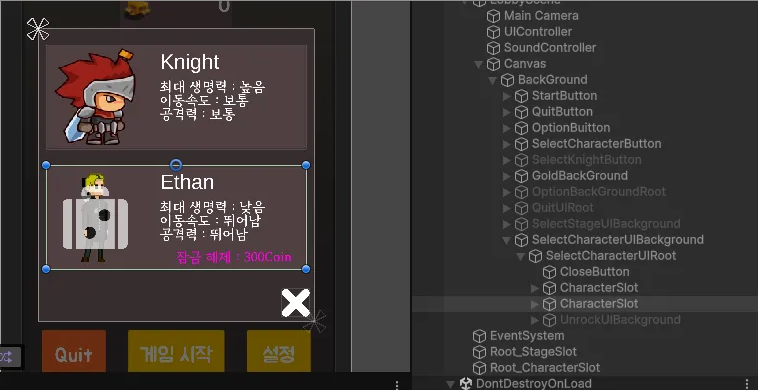 0
Knight
최대 생명력 : 높음
이동속도 : 보통
공격력 : 보통
Ethan
최대 생명력 : 낮음
이동속도 : 뛰어남
공격력 : 뛰어남
잠금 해제 : 300Coin
Quit
게임 시작
설정
LobbyScene
Main Camera
UIController
SoundController
Canvas
BackGround
StartButton
QuitButton
OptionBuitton
SelectCharacterButton
SelectKnightButton
GoldBackGround
OptionBackGroundRoot
QuitUIRoot
SelectStageUIBackground
SelectCharacterUIBackground
SelectCharacterUIRoot
CloseButton
CharacterSlot
CharacterSlot
UnrockUIBackground
EventSystem
Root_StageSlot
Root_CharacterSlot
DontDestroyOnLoad